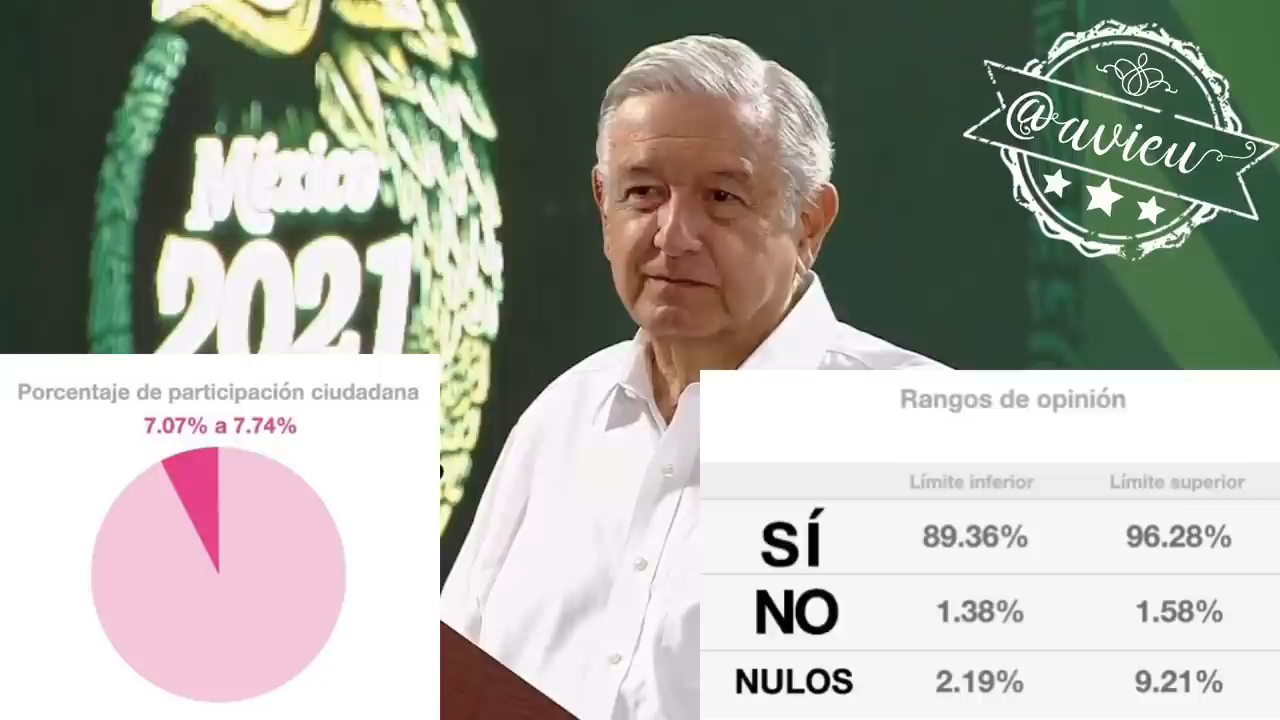 México
2021
@avieu
Porcentaje de participación ciudadana
7.07% a 7.74%
Rangos de opinión
Límite inferior Límite superior
SÍ 89.36% 96.28%
NO 1.38% 1.58%
NULOS 2.19% 9.21%